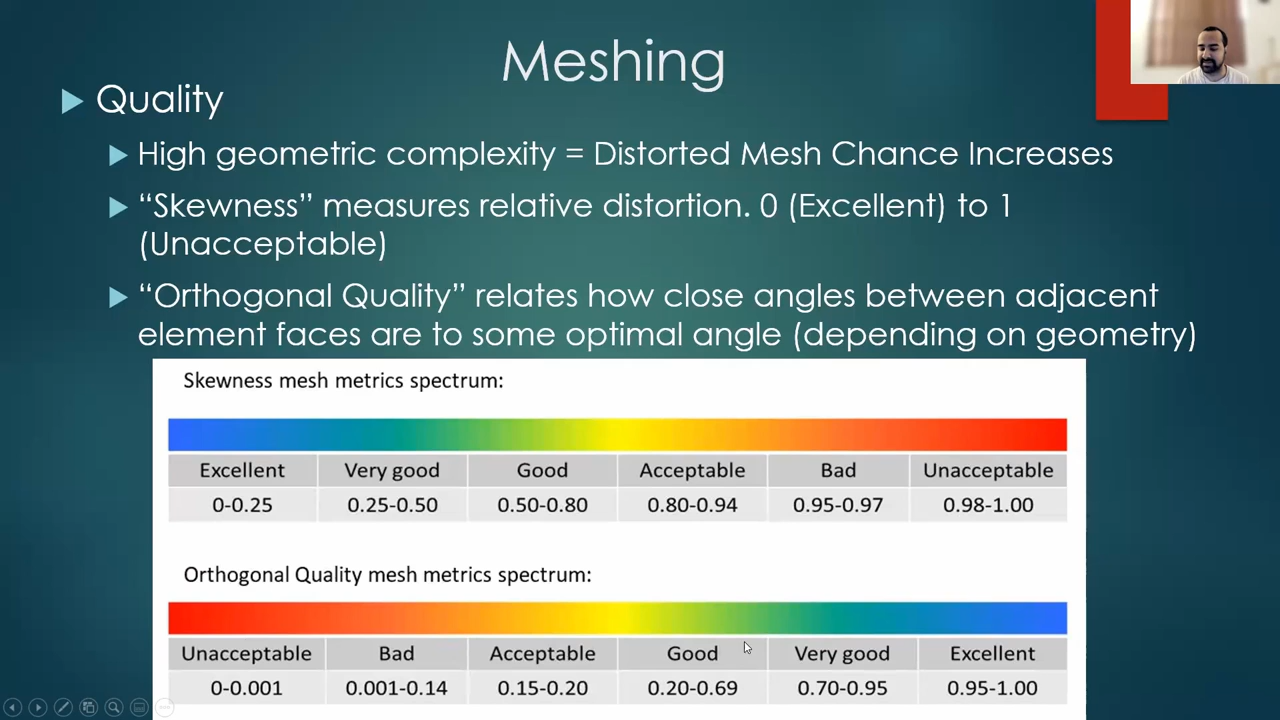 Meshing
Quality
High geometric complexity = Distorted Mesh Chance Increases
“Skewness” measures relative distortion. 0 (Excellent) to 1
(Unacceptable)
“Orthogonal Quality” relates how close angles between adjacent
element faces are to some optimal angle (depending on geometry)
Skewness mesh metrics spectrum:
Excellent Very good Good Acceptable Bad Unacceptable
0-0.25 0.25-0.50 0.50-0.80 0.80-0.94 0.95-0.97 0.98-1.00
Orthogonal Quality mesh metrics spectrum:
Unacceptable Bad Acceptable Good Very good Excellent
0-0.001 0.001-0.14 0.15-0.20 0.20-0.69 0.70-0.95 0.95-1.00